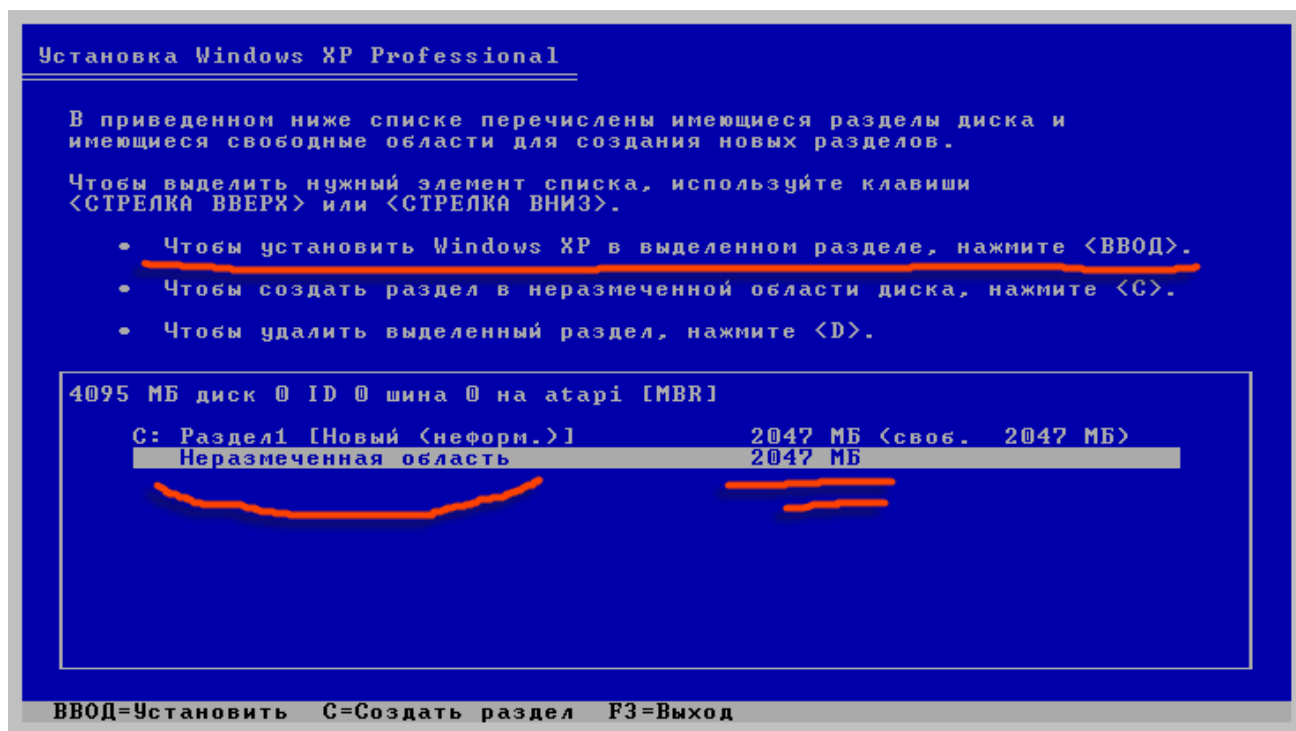 Установка Windows XP Professional
В приведенном ниже списке перечислены имеющиеся разделы диска и
имеющиеся свободные области для создания новых разделов.
Чтобы выделить нужный элемент списка, используйте клавиши
<СТРЕЛКА ВВЕРХ> или <СТРЕЛКА ВНИЗ>.
• Чтобы установить Windows XP в выделенном разделе, нажмите <ВВОД>.
• Чтобы создать раздел в неразмеченной области диска, нажмите <C>.
• Чтобы удалить выделенный раздел, нажмите <D>.
4095 МБ диск 0 ID 0 шина 0 на atapi [MBR]
C: Раздел1 [Новый (неформ.)] 2047 МБ (своб. 2047 МБ)
Неразмеченная область 2047 МБ
ВВОД=Установить C=Создать раздел F3=Выход